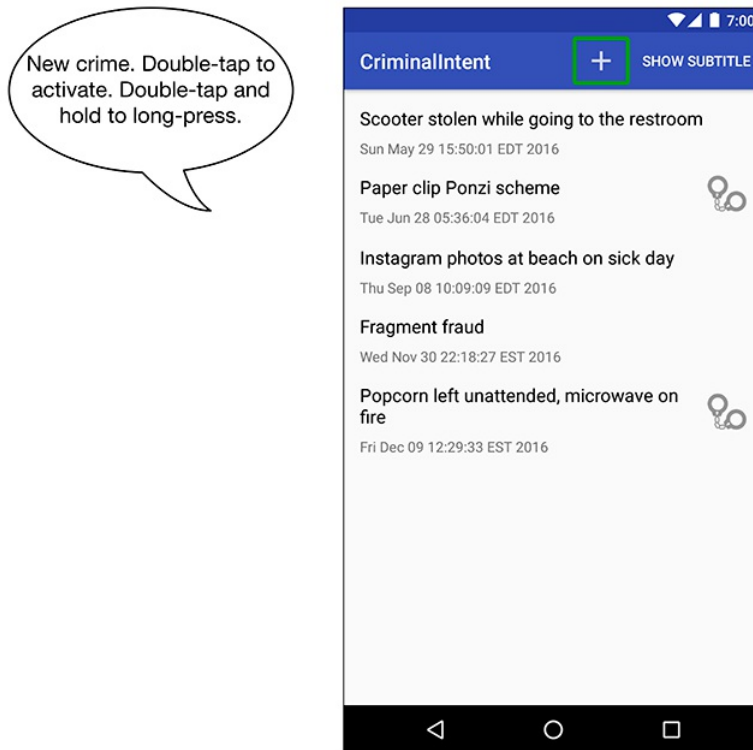 New crime. Double-tap to
activate. Double-tap and
hold to long-press.
7:00
CriminalIntent
+ SHOW SUBTITLE
Scooter stolen while going to the restroom
Sun May 29 15:50:01 EDT 2016
Paper clip Ponzi scheme
Tue Jun 28 05:36:04 EDT 2016
Instagram photos at beach on sick day
Thu Sep 08 10:09:09 EDT 2016
Fragment fraud
Wed Nov 30 22:18:27 EST 2016
Popcorn left unattended, microwave on
fire
Fri Dec 09 12:29:33 EST 2016